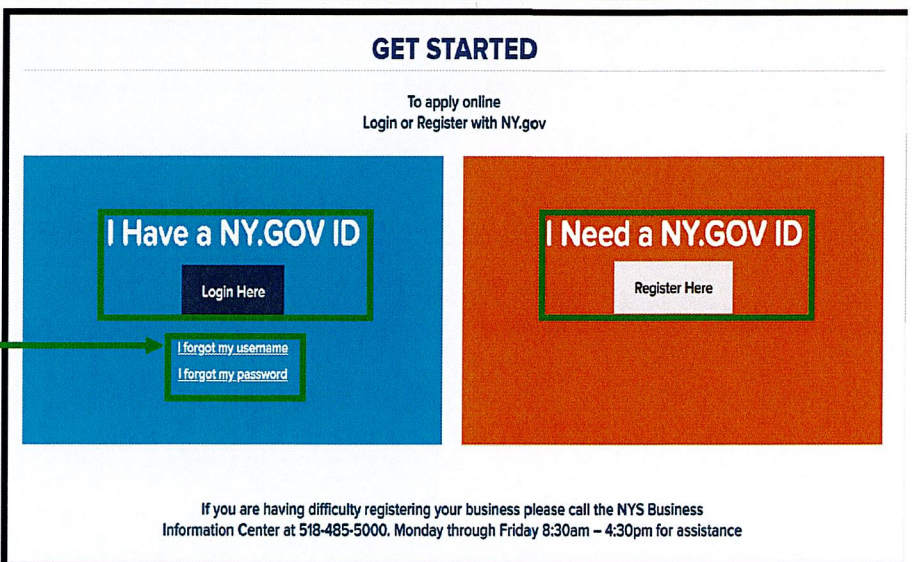 GET STARTED
To apply online
Login or Register with NY.gov
I Have a NY.GOV ID
Login Here
I forgot my username
I forgot my password
I Need a NY.GOV ID
Register Here
If you are having difficulty registering your business please call the NYS Business
Information Center at 518-485-5000. Monday through Friday 8:30am – 4:30pm for assistance